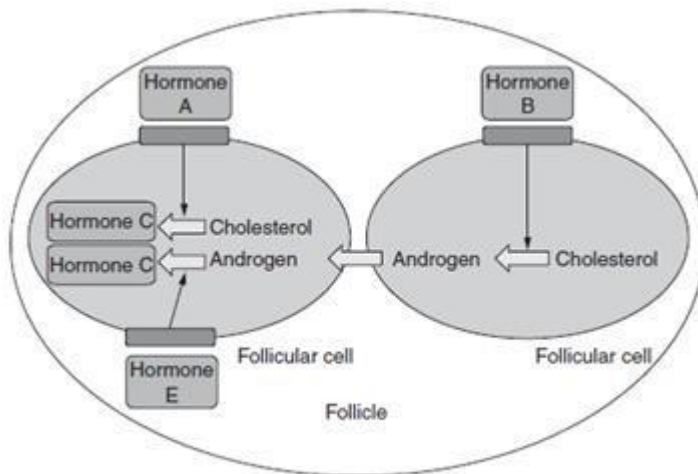 Hormone
A
Hormone
B
Hormone C
Cholesterol
Hormone C
Androgen
Androgen
Cholesterol
Follicular cell
Follicular cell
Hormone
E
Follicle